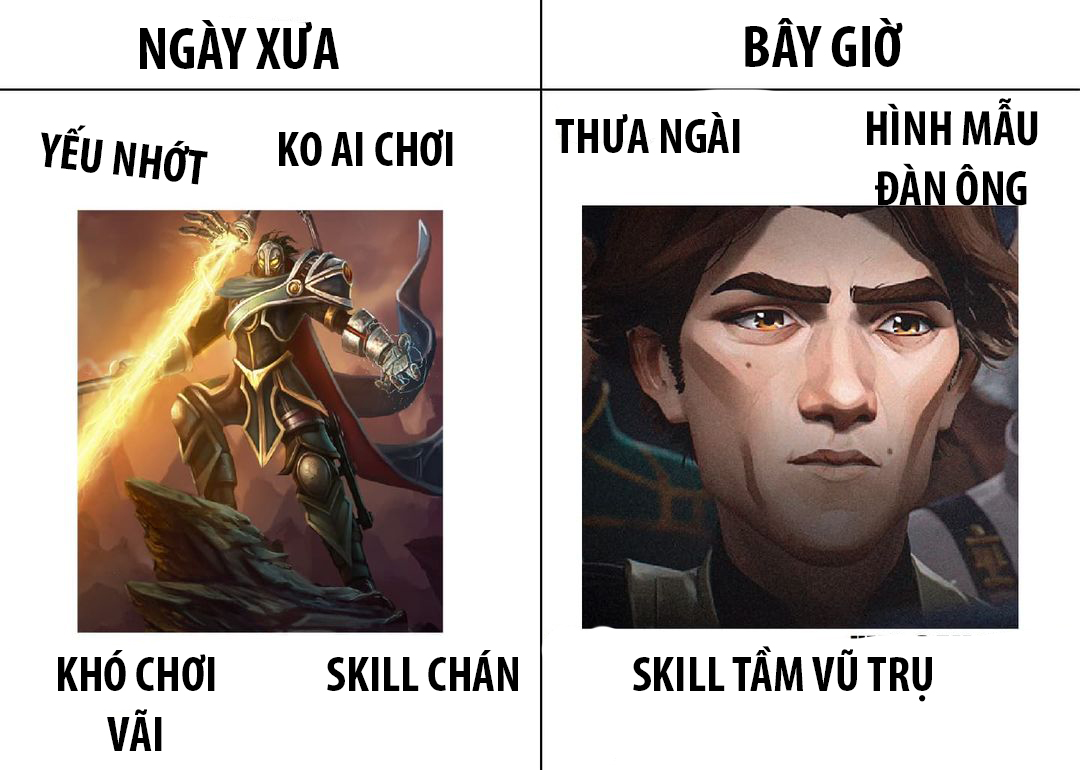 NGÀY XƯA
BÂY GIỜ
YẾU NHỚT
KO AI CHƠI
THƯA NGÀI
HÌNH MẪU
ĐÀN ÔNG
KHÓ CHƠI
VÃI
SKILL CHÁN
SKILL TẦM VŨ TRỤ